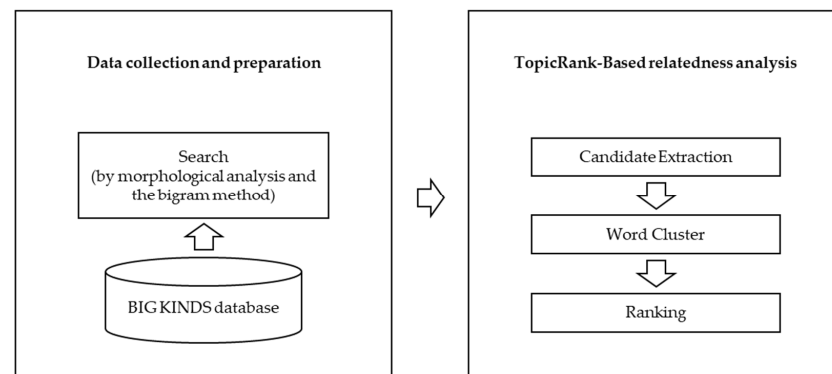 Data collection and preparation
Search
(by morphological analysis and
the bigram method)
BIG KINDS database
TopicRank-Based relatedness analysis
Candidate Extraction
Word Cluster
Ranking